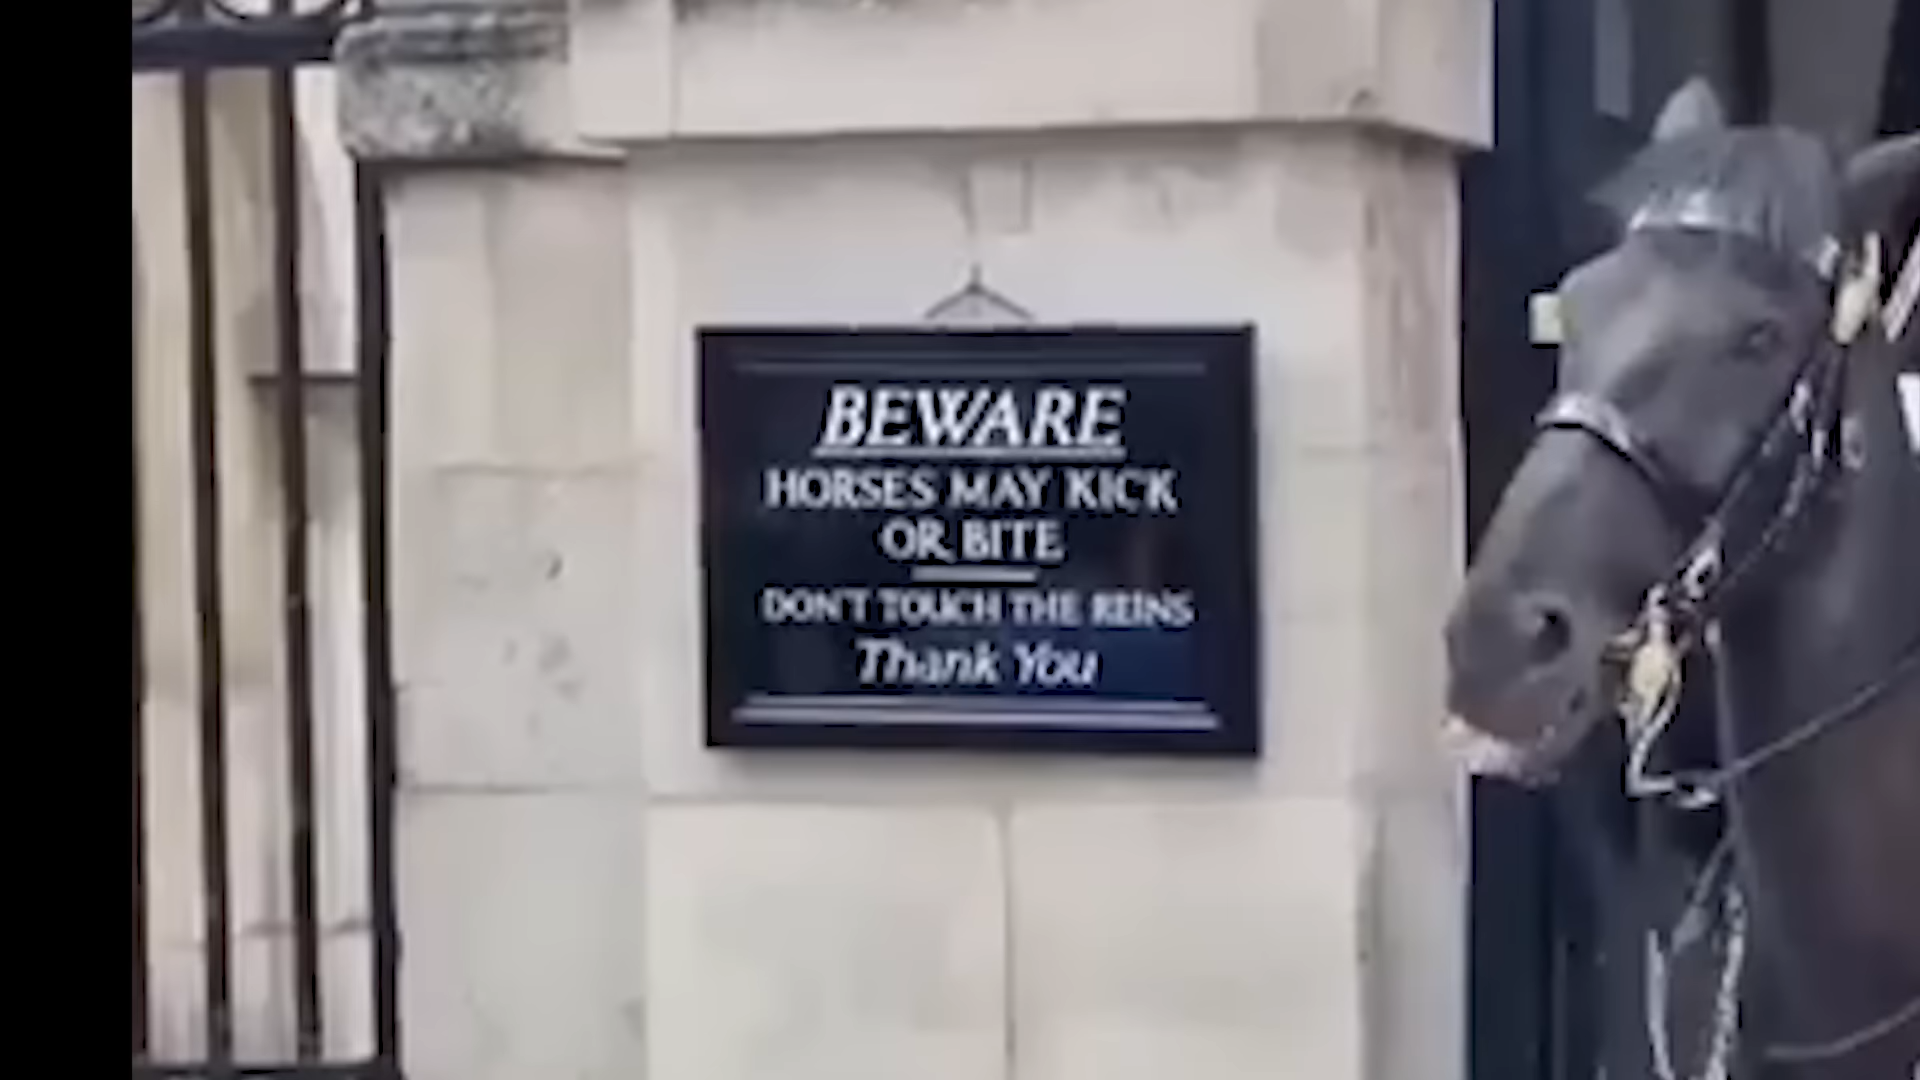 BEWARE
HORSES MAY KICK
OR BITE
DON'T TOUCH THE REINS
Thank You